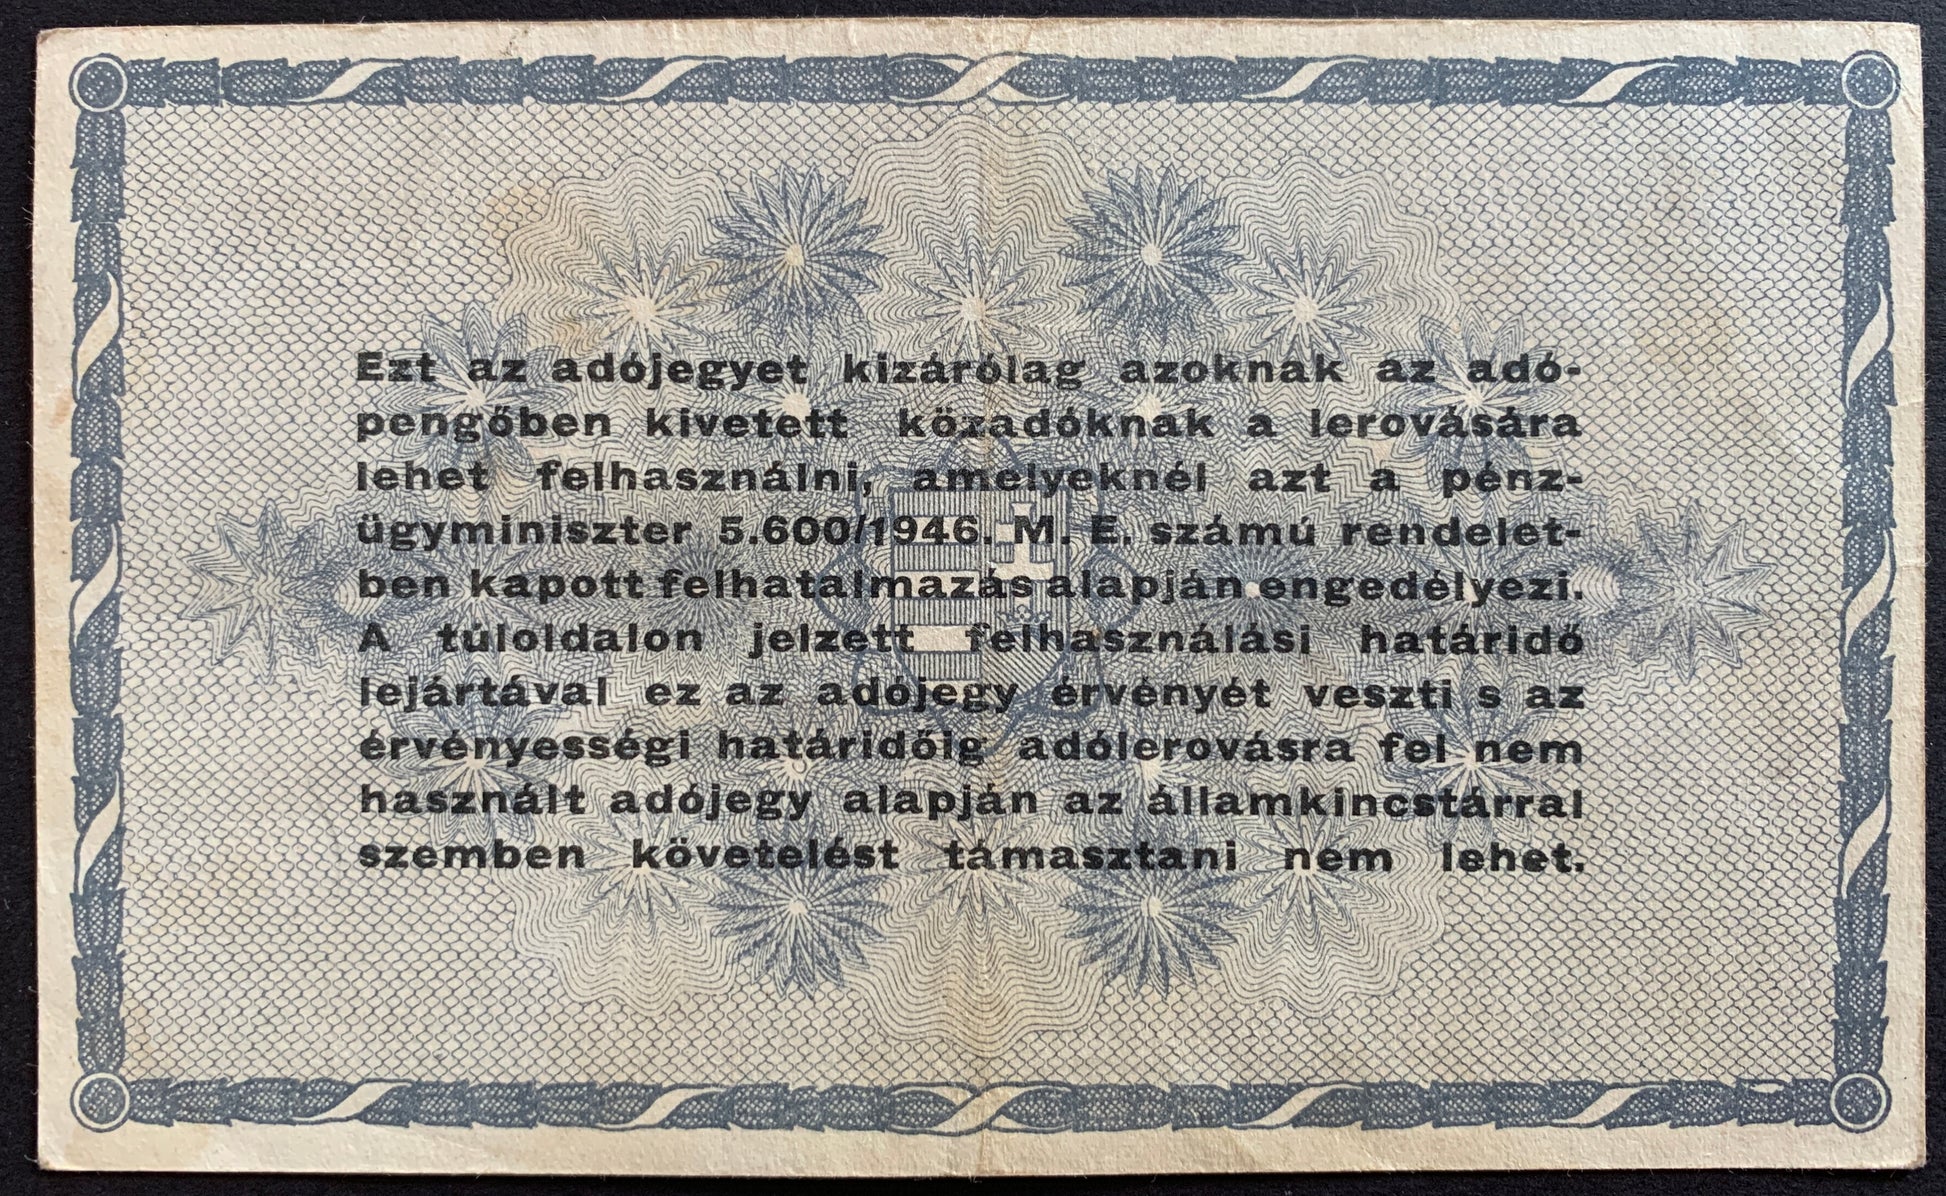 Ezt az adójegyet kizárólag azoknak az adó-
pengőben kivetett közadóknak a lerovására
lehet felhasználni, amelyeknél azt a pénz-
ügyminiszter 5.600/1946. M. E. számú rendelet-
ben kapott felhatalmazás alapján engedélyezi.
A túloldalon jelzett felhasználási határidő
lejártával ez az adójegy érvényét veszti s az
érvényességi határidőig adólerovásra fel nem
használt adójegy alapján az államkincstárral
szemben követelést támasztani nem lehet.